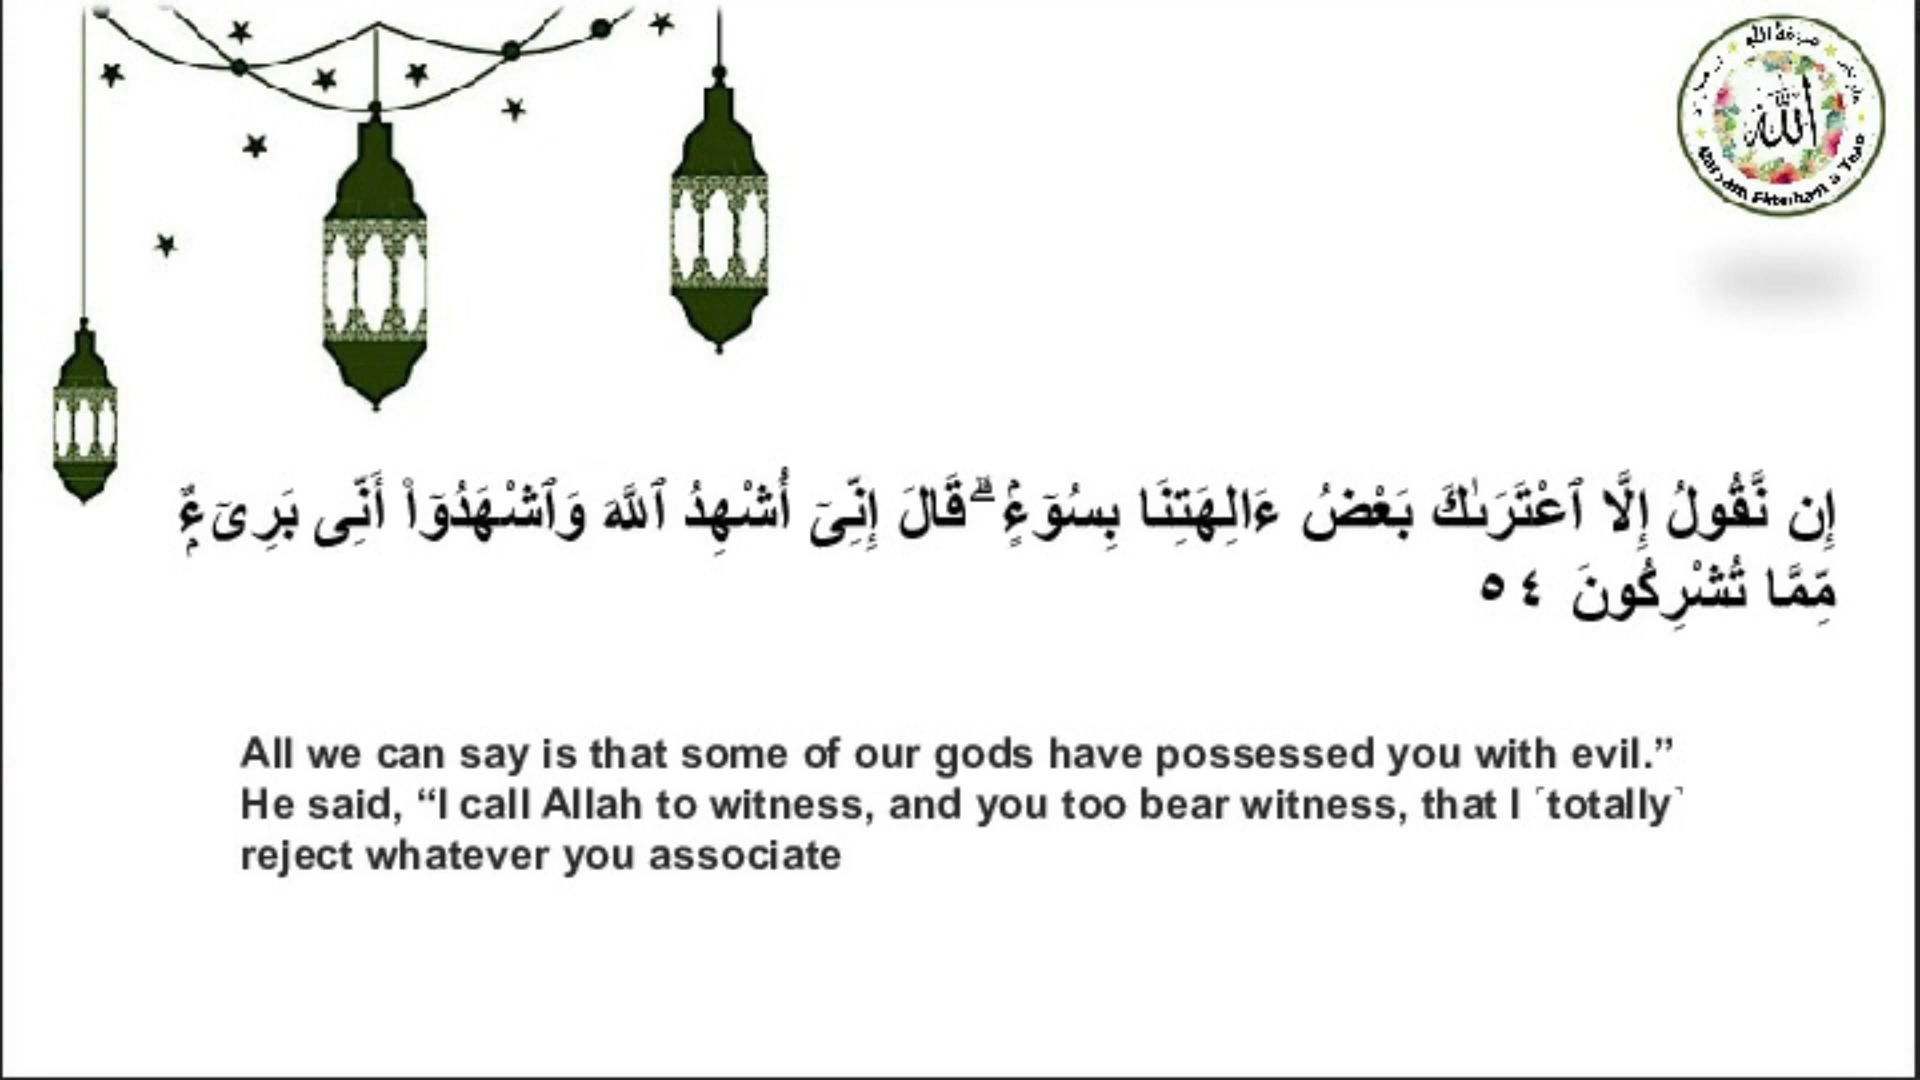 الله
إِن نَّقُولُ إِلَّا ٱعْتَرَىٰكَ بَعْضُ ءَالِهَتِنَا بِسُوٓءٍۢ ۗ قَالَ إِنِّىٓ أُشْهِدُ ٱللَّهَ وَٱشْهَدُوٓا۟ أَنِّى بَرِىٓءٌۭ
مِّمَّا تُشْرِكُونَ ٥٤
All we can say is that some of our gods have possessed you with evil.”
He said, “I call Allah to witness, and you too bear witness, that I ˹totally˺
reject whatever you associate